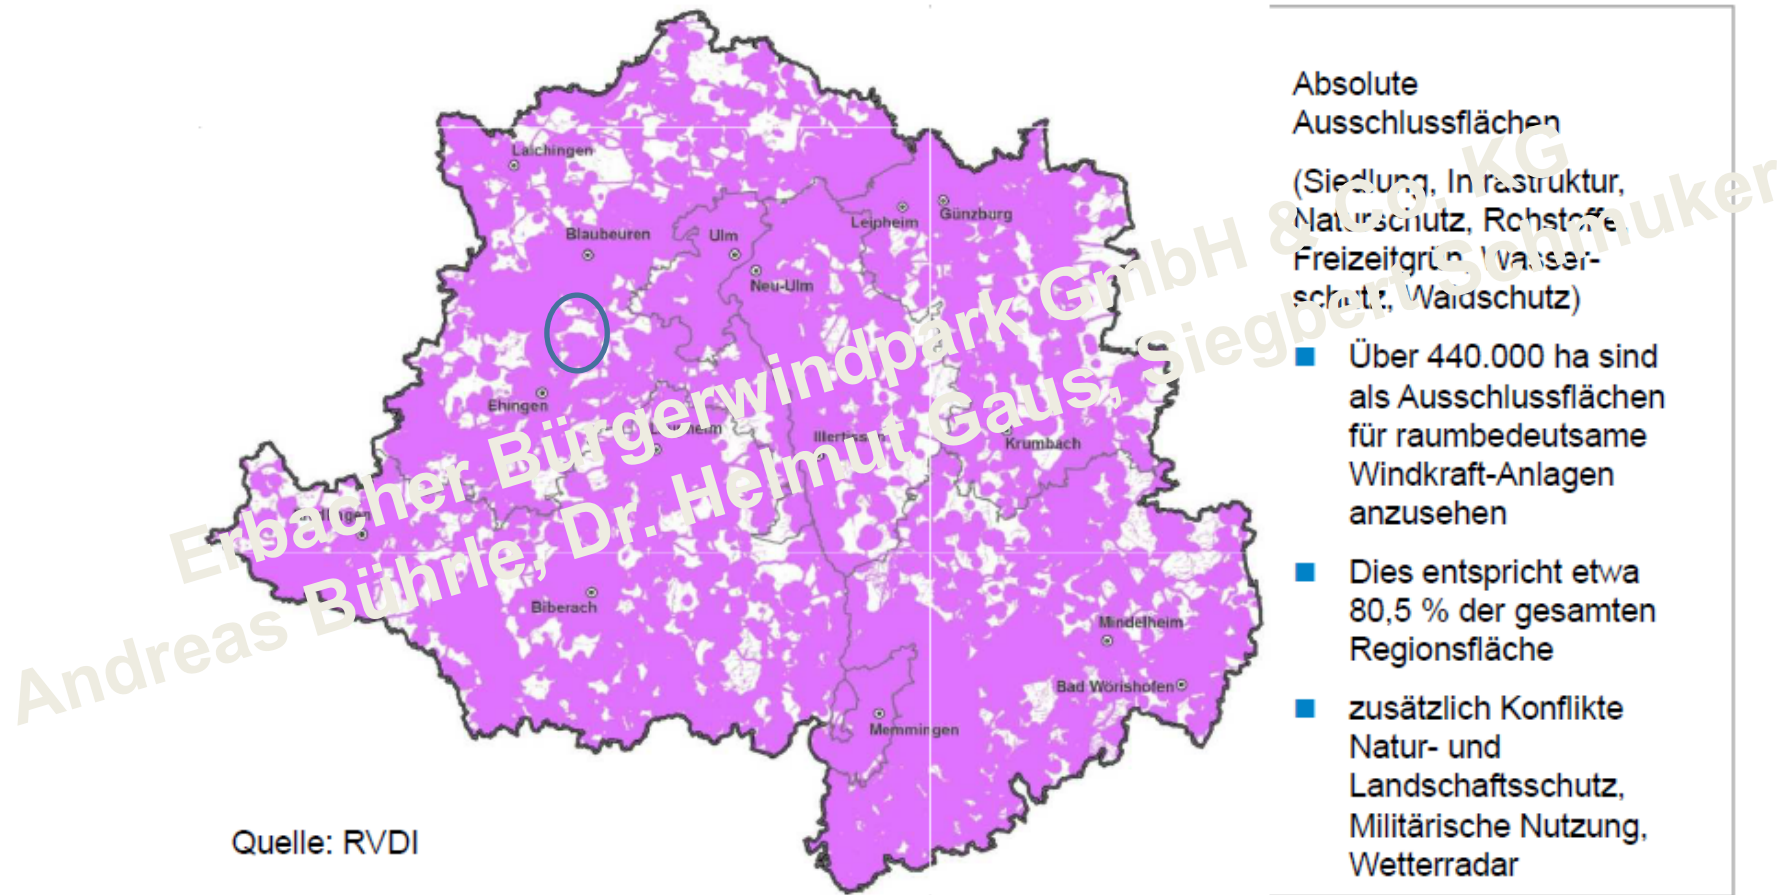 Laichingen
Blaubeuren
Ulm
Neu-Ulm
Leipheim
Günzburg
Ehingen
Illertissen
Krumbach
Biberach
Mindelheim
Bad Wörishofen
Memmingen
Quelle: RVDI
Absolute
Ausschlussflächen
(Siedlung, Infrastruktur,
Naturschutz, Rohstoffe,
Freizeitgrün, Wasser-
schutz, Waldschutz)
Über 440.000 ha sind
als Ausschlussflächen
für raumbedeutsame
Windkraft-Anlagen
anzusehen
Dies entspricht etwa
80,5 % der gesamten
Regionsfläche
zusätzlich Konflikte
Natur- und
Landschaftsschutz,
Militärische Nutzung,
Wetterradar
Erbacher Bürgerwindpark GmbH & Co. KG
Andreas Bührle, Dr. Helmut Gaus, Siegbert Schmuker